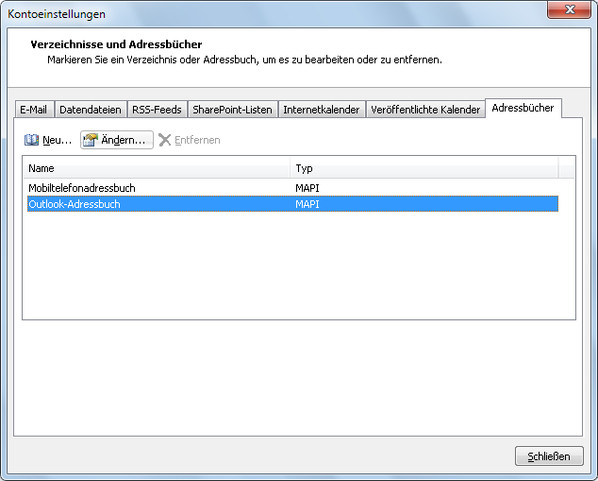 Kontoeinstellungen
Verzeichnisse und Adressbücher
Markieren Sie ein Verzeichnis oder Adressbuch, um es zu bearbeiten oder zu entfernen.
E-Mail Datendateien RSS-Feeds SharePoint-Listen Internetkalender Veröffentlichte Kalender Adressbücher
Neu... Ändern... Entfernen
Name Typ
Mobiltelefonadressbuch MAPI
Outlook-Adressbuch MAPI
Schließen